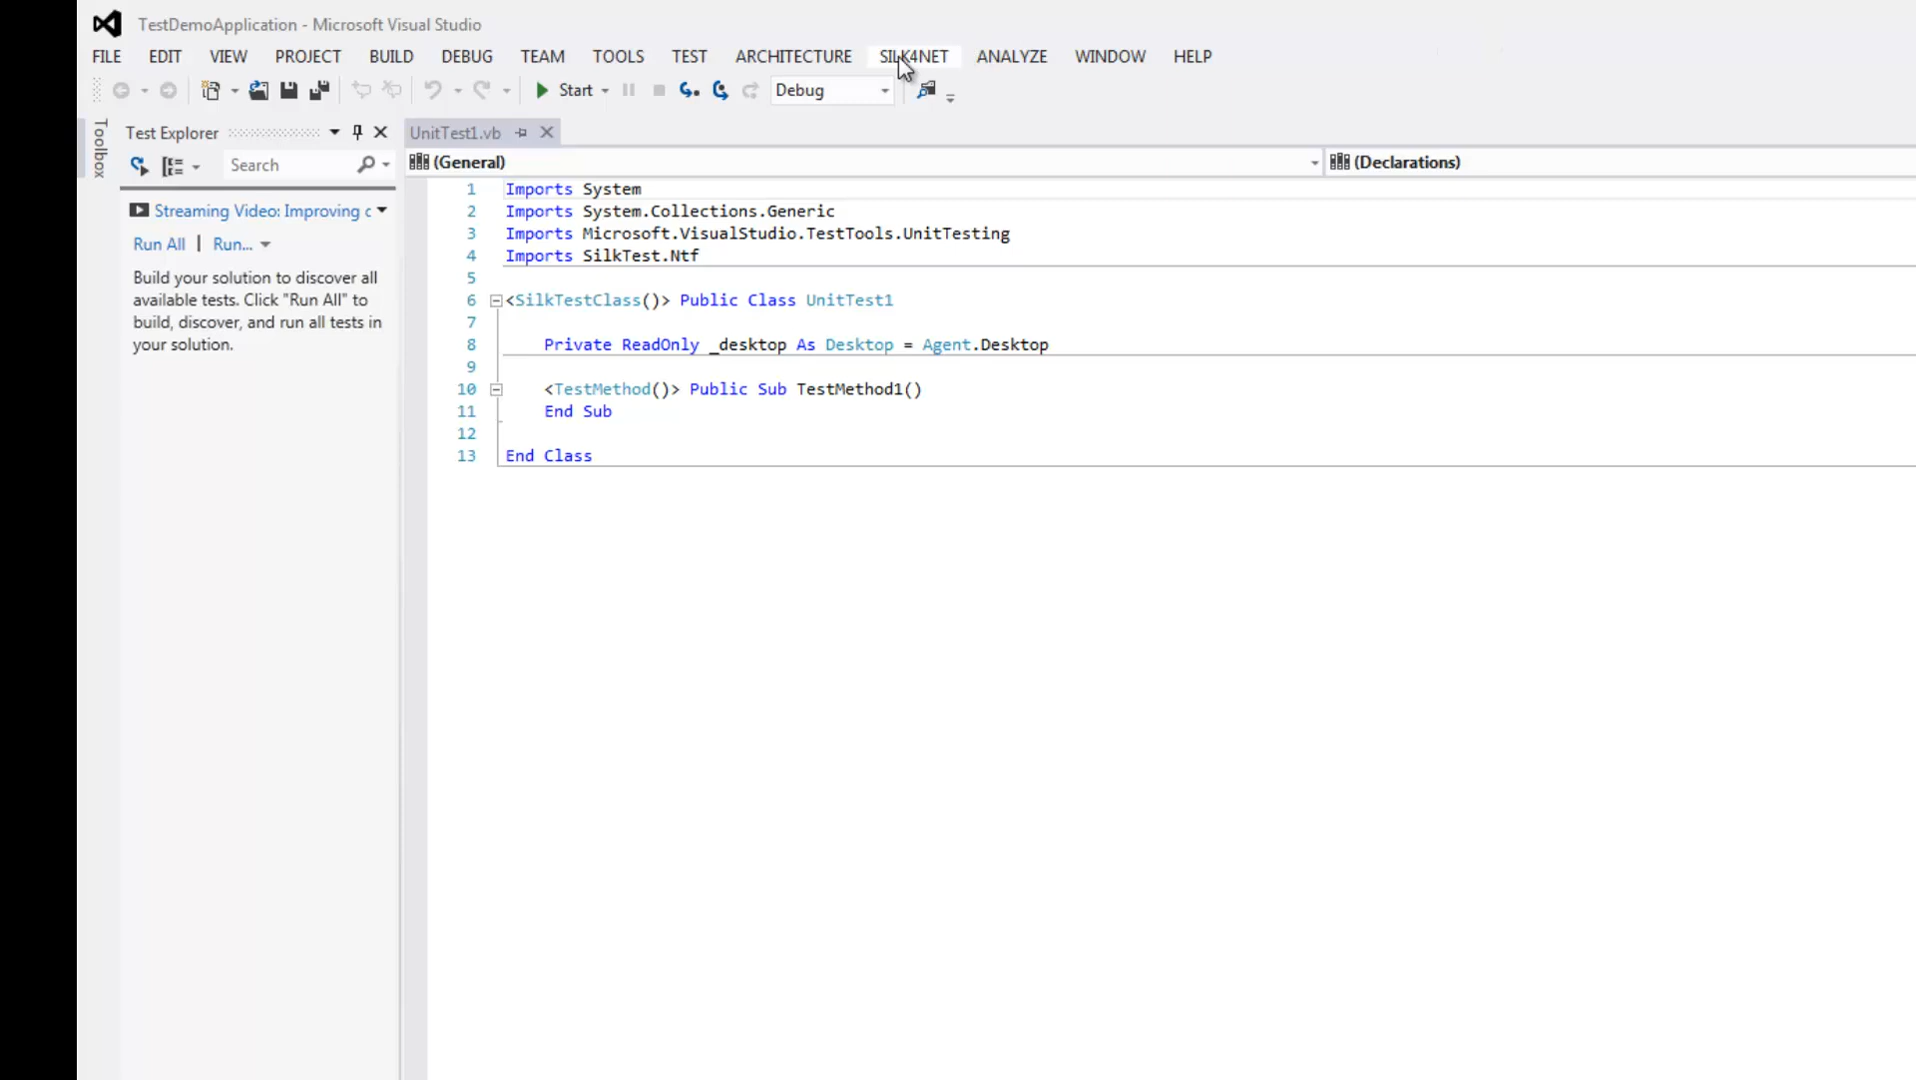 TestDemoApplication - Microsoft Visual Studio
FILE EDIT VIEW PROJECT BUILD DEBUG TEAM TOOLS TEST ARCHITECTURE SILK4NET ANALYZE WINDOW HELP
Start Debug
Toolbox
Test Explorer
Search
Streaming Video: Improving c
Run All | Run...
Build your solution to discover all
available tests. Click "Run All" to
build, discover, and run all tests in
your solution.
UnitTest1.vb
(General) (Declarations)
1 Imports System
2 Imports System.Collections.Generic
3 Imports Microsoft.VisualStudio.TestTools.UnitTesting
4 Imports SilkTest.Ntf
5
6 <SilkTestClass()> Public Class UnitTest1
7
8 Private ReadOnly _desktop As Desktop = Agent.Desktop
9
10 <TestMethod()> Public Sub TestMethod1()
11 End Sub
12
13 End Class